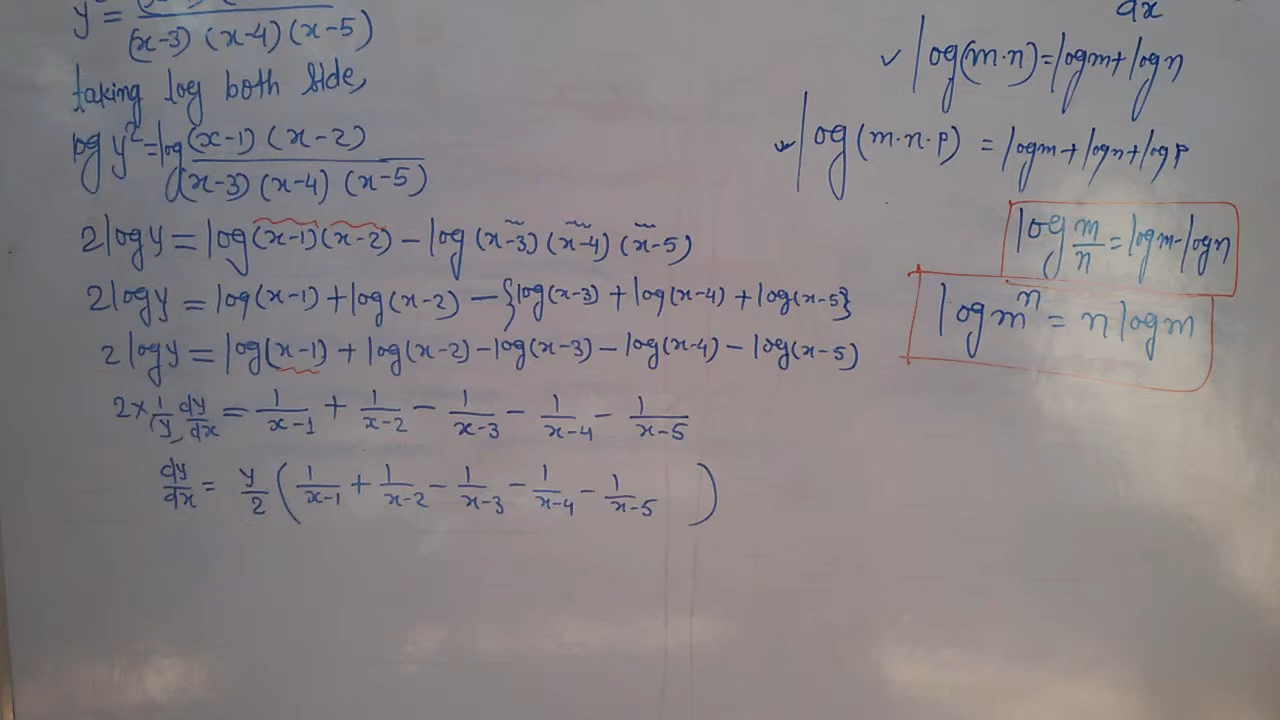 y² =
(x-3) (x-4) (x-5)
taking log both side,
log y² = log (x-1) (x-2)
(x-3) (x-4) (x-5)
2 log y = log (x-1)(x-2) - log (x-3) (x-4) (x-5)
2 log y = log(x-1) + log(x-2) - {log(x-3) + log(x-4) + log(x-5)}
2 log y = log(x-1) + log(x-2) - log(x-3) - log(x-4) - log(x-5)
2 × 1/y dy/dx = 1/x-1 + 1/x-2 - 1/x-3 - 1/x-4 - 1/x-5
dy/dx = y/2 ( 1/x-1 + 1/x-2 - 1/x-3 - 1/x-4 - 1/x-5 )
dx
✓ log(m·n) = log m + log n
✓ log (m·n·p) = log m + log n + log p
log m/n = log m - log n
log mⁿ = n log m